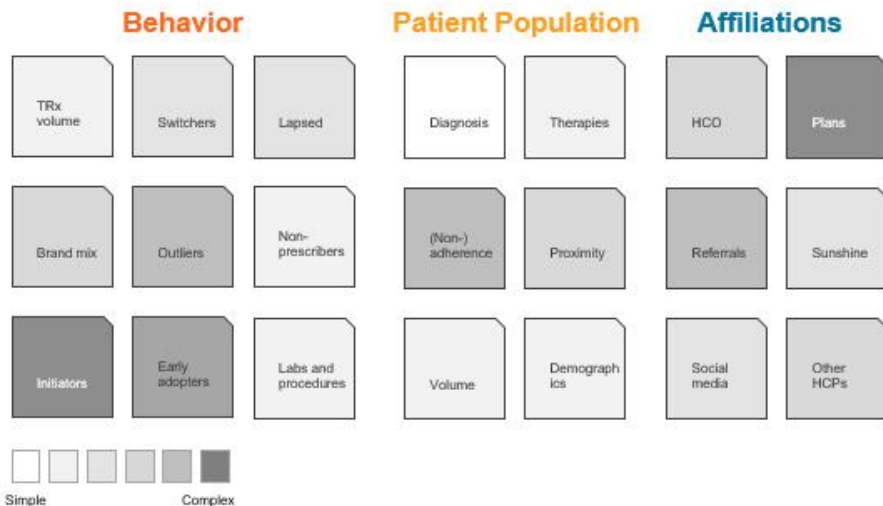 Behavior
Patient Population
Affiliations
TRx
volume
Switchers
Lapsed
Diagnosis
Therapies
HCO
Plans
Brand mix
Outliers
Non-
prescribers
(Non-)
adherence
Proximity
Referrals
Sunshine
Initiators
Early
adopters
Labs and
procedures
Volume
Demograph
ics
Social
media
Other
HCPs
Simple
Complex